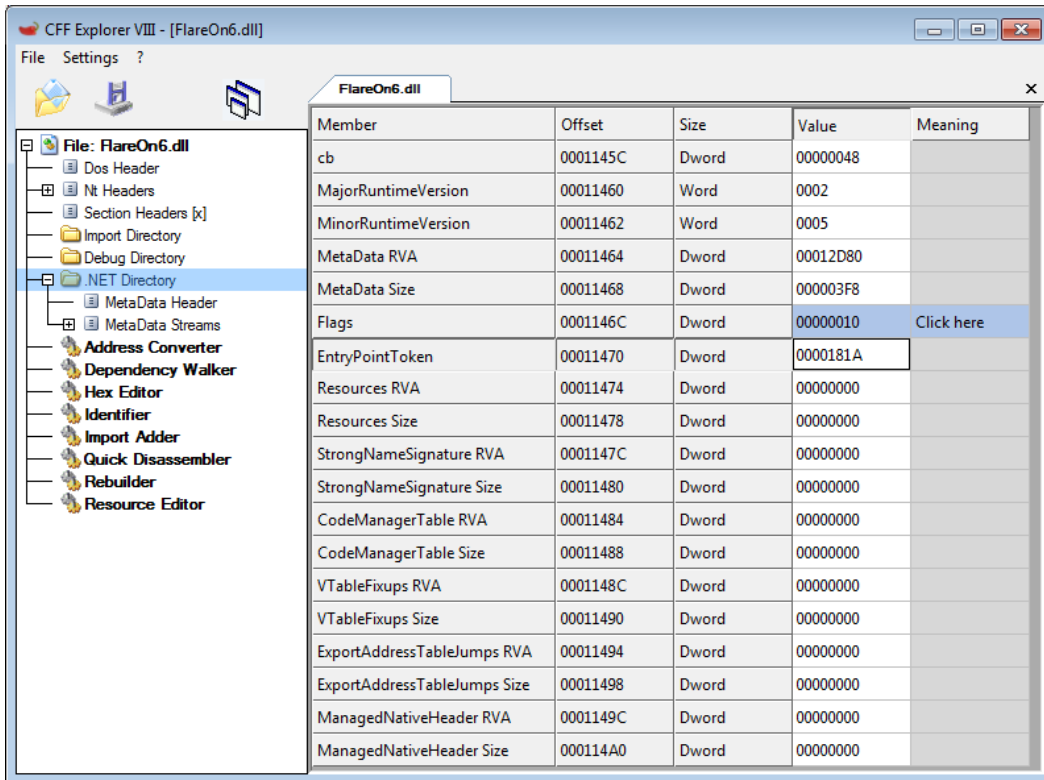 CFF Explorer VIII - [FlareOn6.dll]
File Settings ?
FlareOn6.dll
File: FlareOn6.dll
Dos Header
Nt Headers
Section Headers [x]
Import Directory
Debug Directory
.NET Directory
MetaData Header
MetaData Streams
Address Converter
Dependency Walker
Hex Editor
Identifier
Import Adder
Quick Disassembler
Rebuilder
Resource Editor
Member Offset Size Value Meaning
cb 0001145C Dword 00000048
MajorRuntimeVersion 00011460 Word 0002
MinorRuntimeVersion 00011462 Word 0005
MetaData RVA 00011464 Dword 00012D80
MetaData Size 00011468 Dword 000003F8
Flags 0001146C Dword 00000010 Click here
EntryPointToken 00011470 Dword 0000181A
Resources RVA 00011474 Dword 00000000
Resources Size 00011478 Dword 00000000
StrongNameSignature RVA 0001147C Dword 00000000
StrongNameSignature Size 00011480 Dword 00000000
CodeManagerTable RVA 00011484 Dword 00000000
CodeManagerTable Size 00011488 Dword 00000000
VTableFixups RVA 0001148C Dword 00000000
VTableFixups Size 00011490 Dword 00000000
ExportAddressTableJumps RVA 00011494 Dword 00000000
ExportAddressTableJumps Size 00011498 Dword 00000000
ManagedNativeHeader RVA 0001149C Dword 00000000
ManagedNativeHeader Size 000114A0 Dword 00000000